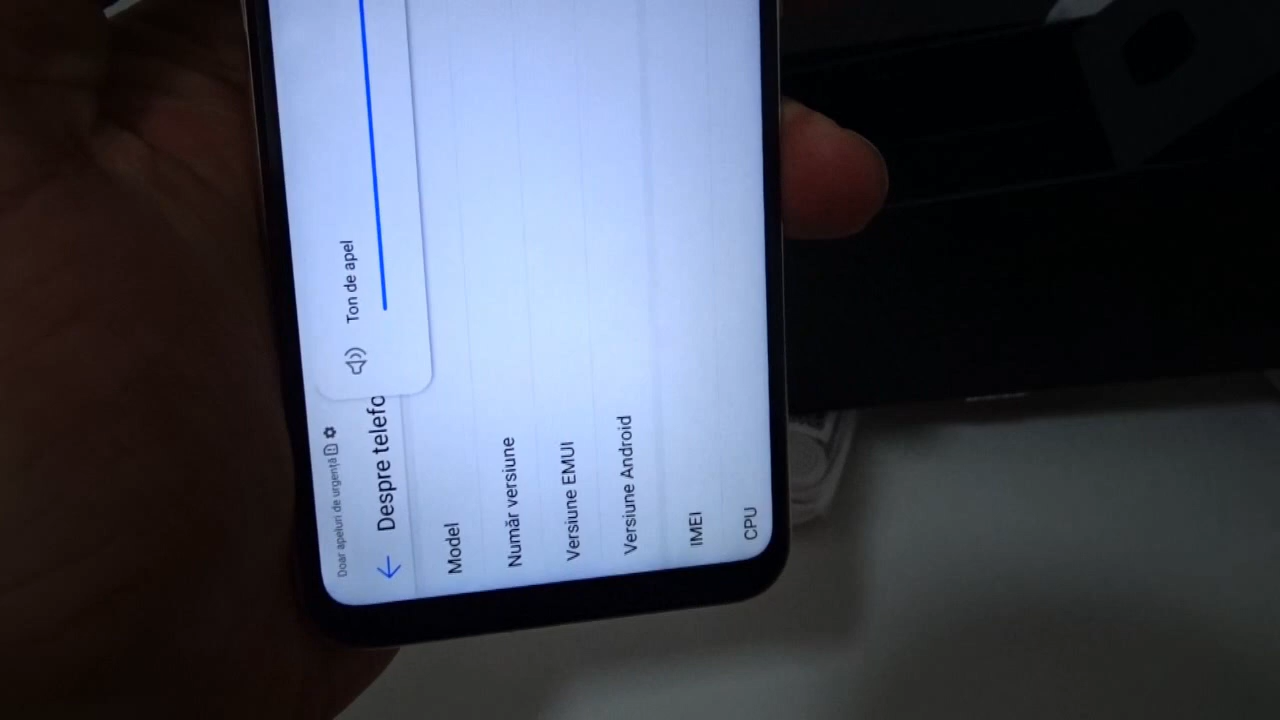 Doar apeluri de urgență
Ton de apel
Despre telefo
Model
Număr versiune
Versiune EMUI
Versiune Android
IMEI
CPU